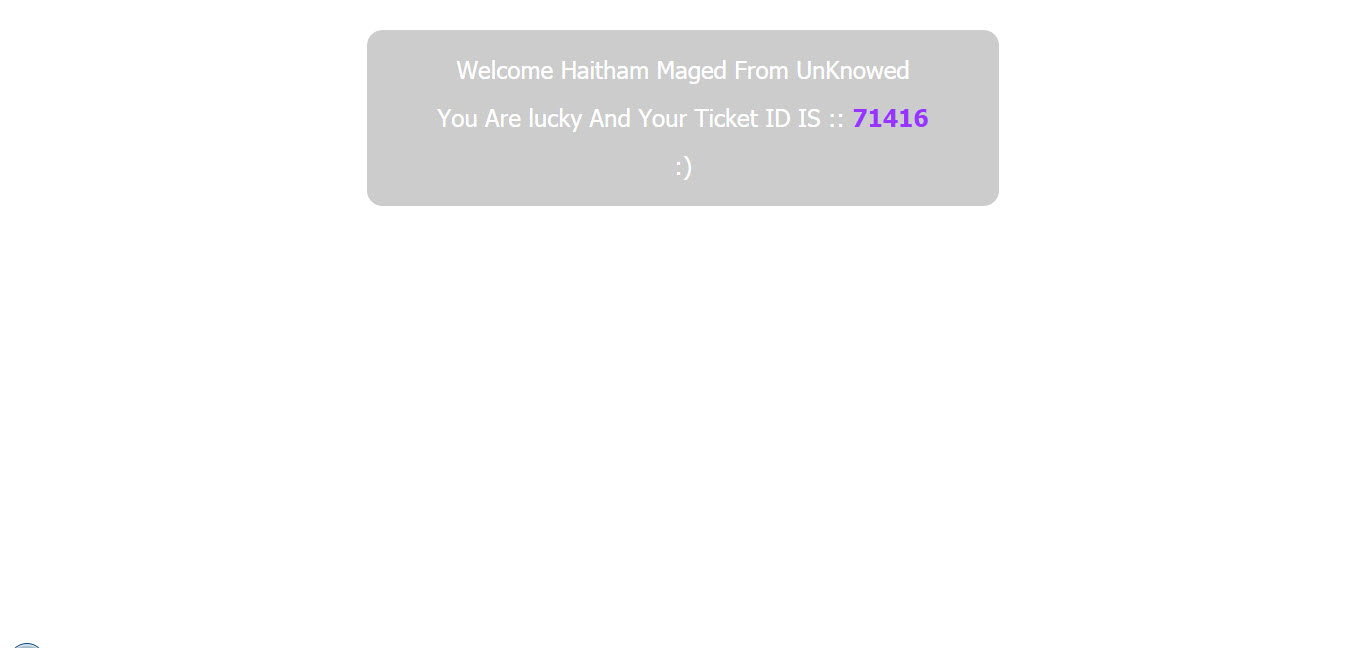 Welcome Haitham Maged From UnKnowed
You Are lucky And Your Ticket ID IS :: 71416
:)